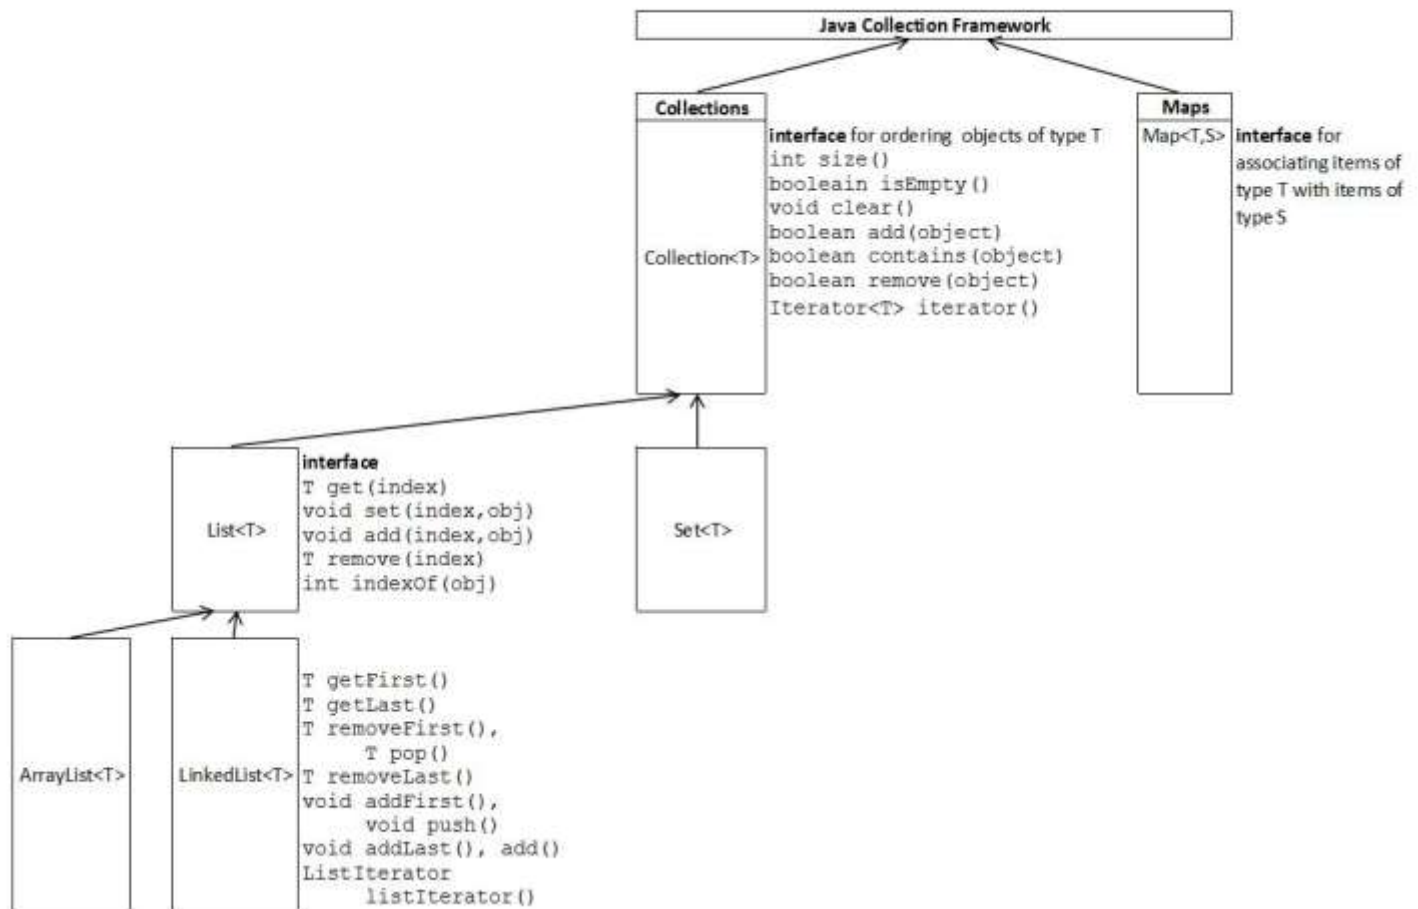 Java Collection Framework
Collections
Maps
Collection<T>
interface for ordering objects of type T
int size()
booleain isEmpty()
void clear()
boolean add(object)
boolean contains(object)
boolean remove(object)
Iterator<T> iterator()
Map<T,S>
interface for
associating items of
type T with items of
type S
List<T>
interface
T get(index)
void set(index,obj)
void add(index,obj)
T remove(index)
int indexOf(obj)
Set<T>
ArrayList<T>
LinkedList<T>
T getFirst()
T getLast()
T removeFirst(),
T pop()
T removeLast()
void addFirst(),
void push()
void addLast(), add()
ListIterator
listIterator()